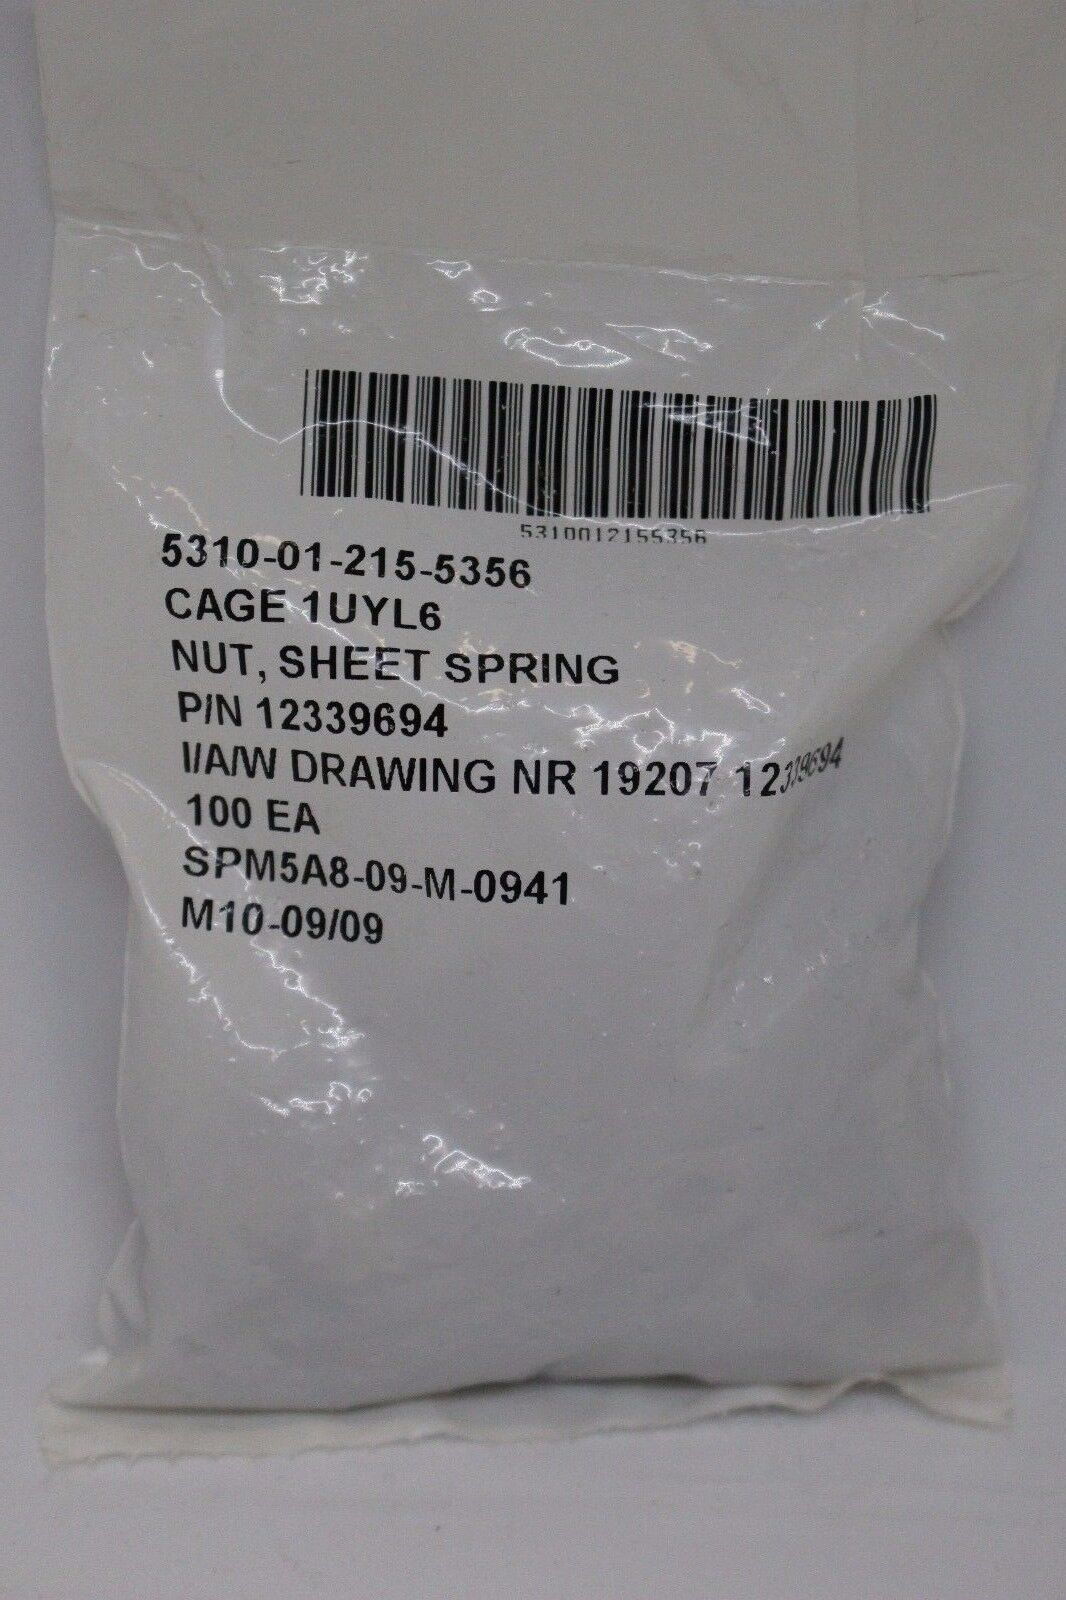 5310012155356
5310-01-215-5356
CAGE 1UYL6
NUT, SHEET SPRING
P/N 12339694
I/A/W DRAWING NR 19207 12339694
100 EA
SPM5A8-09-M-0941
M10-09/09